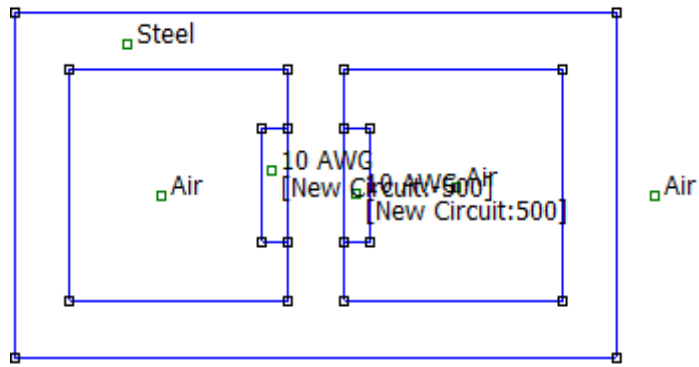 Steel
10 AWG
[New Circuit:-500]
Air
10 AWG
Air
[New Circuit:500]
Air